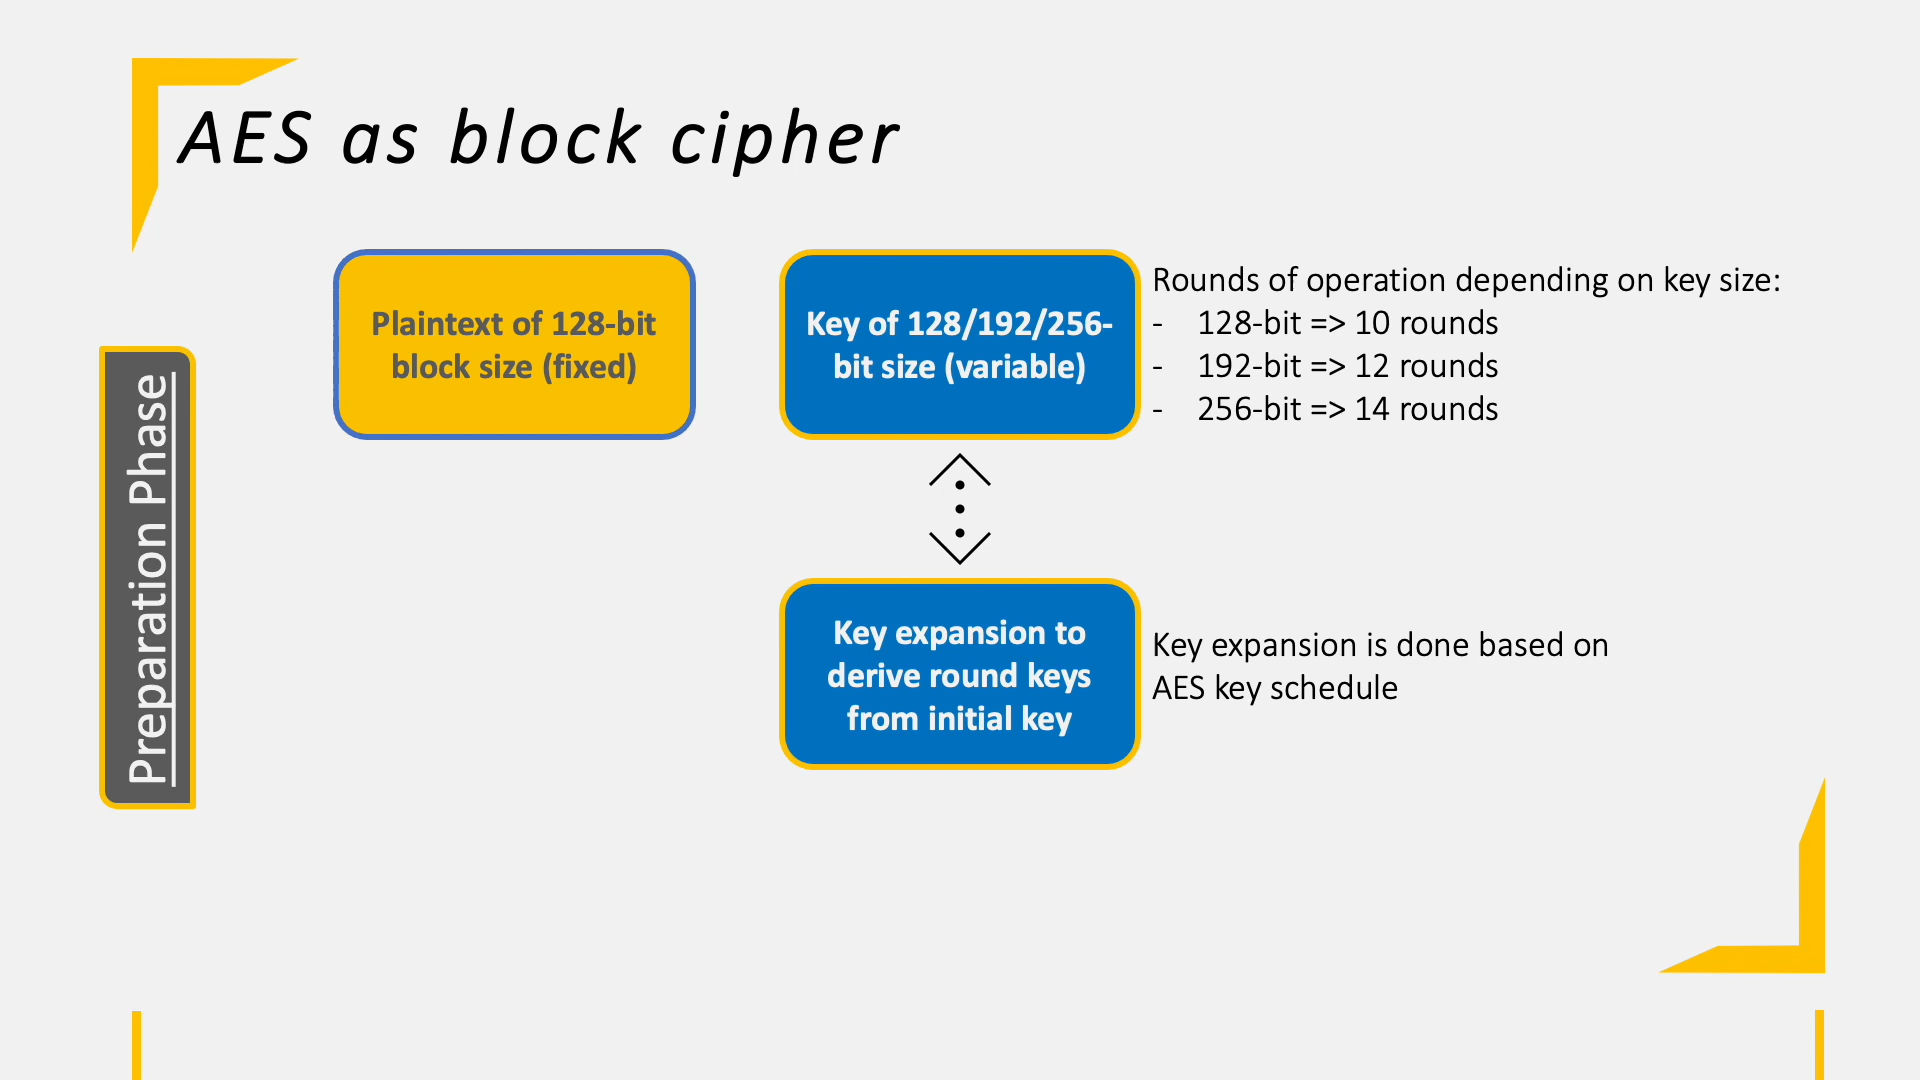 AES as block cipher
Preparation Phase
Plaintext of 128-bit
block size (fixed)
Key of 128/192/256-
bit size (variable)
Rounds of operation depending on key size:
- 128-bit => 10 rounds
- 192-bit => 12 rounds
- 256-bit => 14 rounds
Key expansion to
derive round keys
from initial key
Key expansion is done based on
AES key schedule